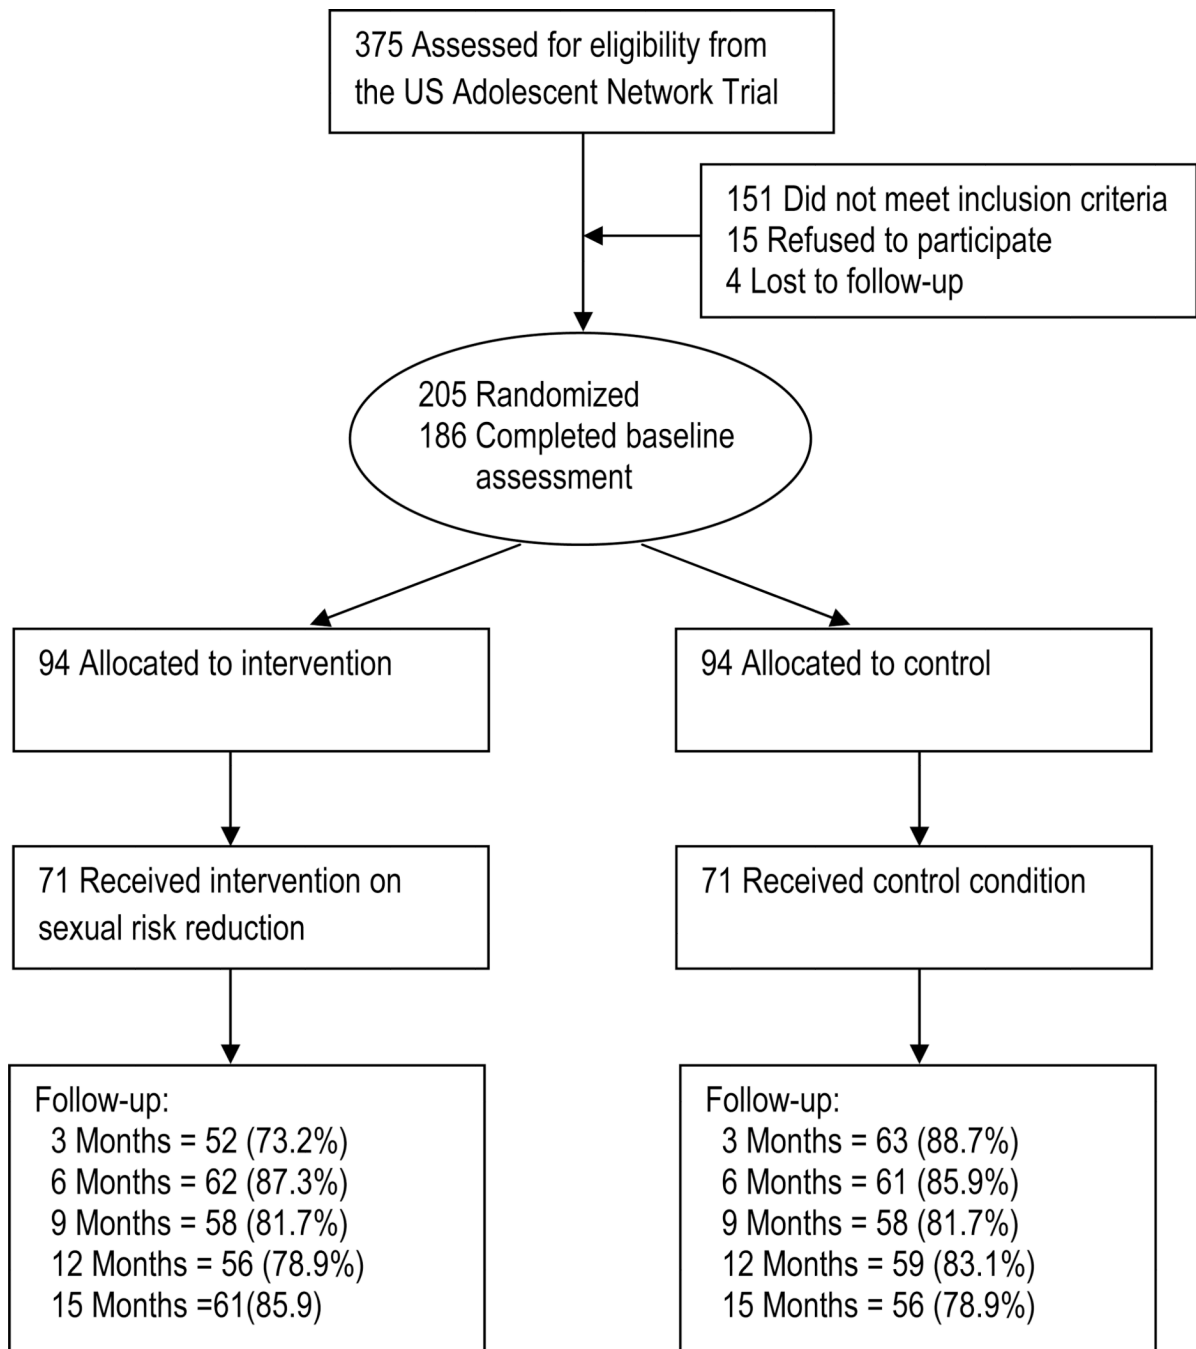 375 Assessed for eligibility from
the US Adolescent Network Trial
151 Did not meet inclusion criteria
15 Refused to participate
4 Lost to follow-up
205 Randomized
186 Completed baseline
assessment
94 Allocated to intervention
94 Allocated to control
71 Received intervention on
sexual risk reduction
71 Received control condition
Follow-up:
3 Months = 52 (73.2%)
6 Months = 62 (87.3%)
9 Months = 58 (81.7%)
12 Months = 56 (78.9%)
15 Months =61(85.9)
Follow-up:
3 Months = 63 (88.7%)
6 Months = 61 (85.9%)
9 Months = 58 (81.7%)
12 Months = 59 (83.1%)
15 Months = 56 (78.9%)